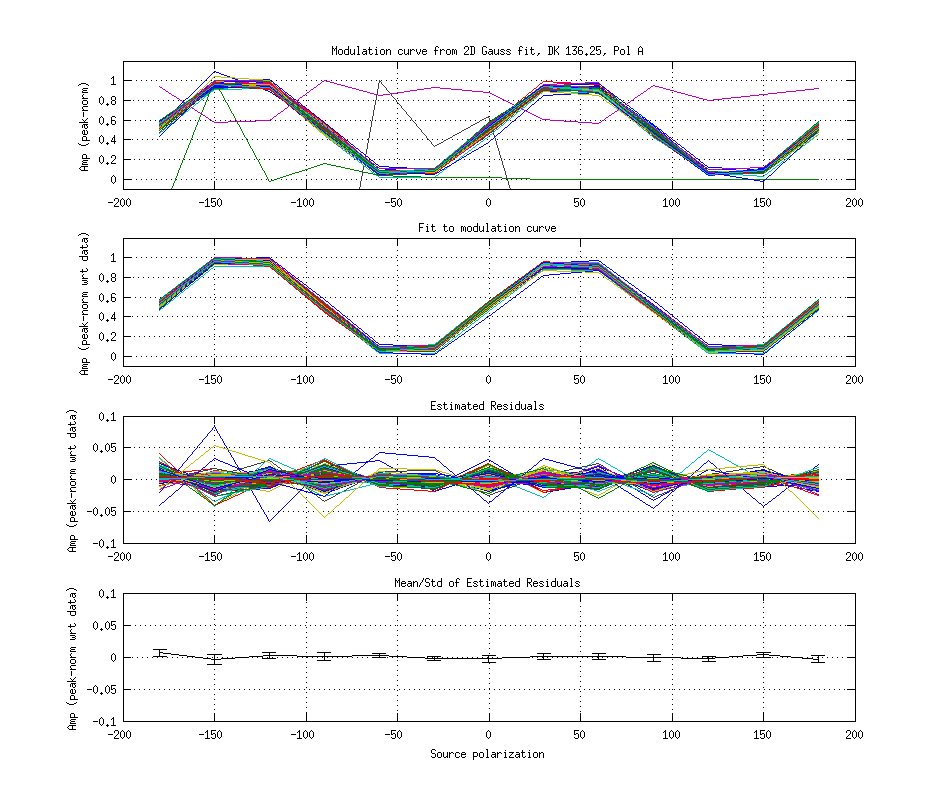 Modulation curve from 2D Gauss fit, DK 136.25, Pol A
Amp (peak-norm)
1
0.8
0.6
0.4
0.2
0
-200 -150 -100 -50 0 50 100 150 200
Fit to modulation curve
Amp (peak-norm wrt data)
1
0.8
0.6
0.4
0.2
0
-200 -150 -100 -50 0 50 100 150 200
Estimated Residuals
Amp (peak-norm wrt data)
0.1
0.05
0
-0.05
-0.1
-200 -150 -100 -50 0 50 100 150 200
Mean/Std of Estimated Residuals
Amp (peak-norm wrt data)
0.1
0.05
0
-0.05
-0.1
-200 -150 -100 -50 0 50 100 150 200
Source polarization